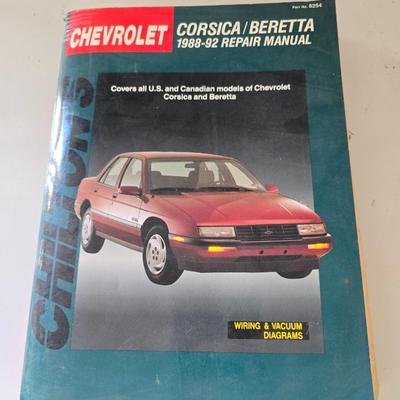 PART NO. 8254
CHEVROLET
CORSICA/BERETTA
1988-92 REPAIR MANUAL
Covers all U.S. and Canadian models of Chevrolet
Corsica and Beretta
CHILTON'S
WIRING & VACUUM
DIAGRAMS